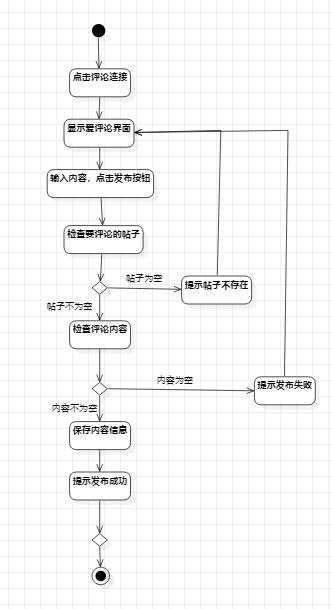 点击评论连接
显示爱评论界面
输入内容，点击发布按钮
检查要评论的帖子
帖子为空
提示帖子不存在
帖子不为空
检查评论内容
内容为空
提示发布失败
内容不为空
保存内容信息
提示发布成功